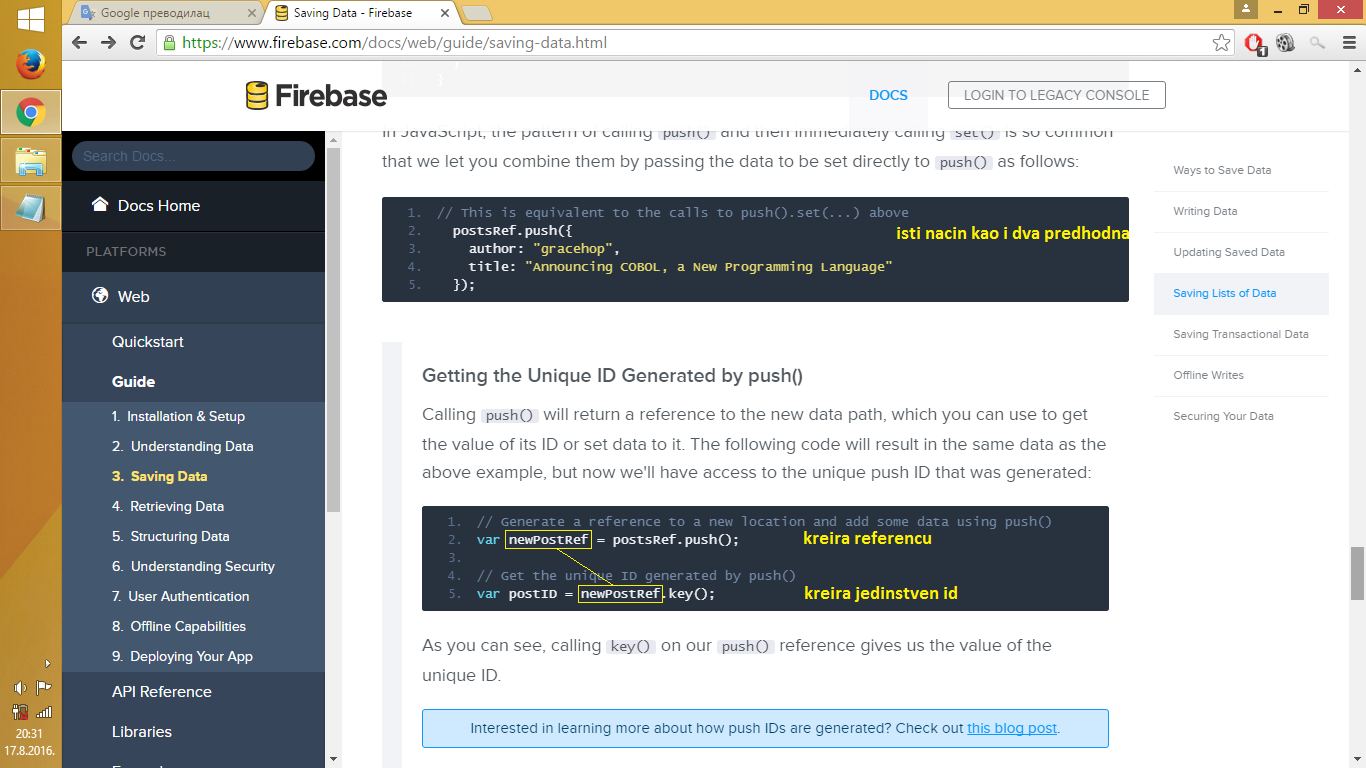 Google преводилац
Saving Data - Firebase
https://www.firebase.com/docs/web/guide/saving-data.html
1
Firebase
DOCS
LOGIN TO LEGACY CONSOLE
Search Docs...
Docs Home
PLATFORMS
Web
Quickstart
Guide
1. Installation & Setup
2. Understanding Data
3. Saving Data
4. Retrieving Data
5. Structuring Data
6. Understanding Security
7. User Authentication
8. Offline Capabilities
9. Deploying Your App
API Reference
Libraries
}
In JavaScript, the pattern of calling push() and then immediately calling set() is so common
that we let you combine them by passing the data to be set directly to push() as follows:
1. // This is equivalent to the calls to push().set(...) above
2. postsRef.push({
isti nacin kao i dva predhodna
3. author: "gracehop",
4. title: "Announcing COBOL, a New Programming Language"
5. });
Getting the Unique ID Generated by push()
Calling push() will return a reference to the new data path, which you can use to get
the value of its ID or set data to it. The following code will result in the same data as the
above example, but now we'll have access to the unique push ID that was generated:
1. // Generate a reference to a new location and add some data using push()
2. var newPostRef = postsRef.push();
kreira referencu
3.
4. // Get the unique ID generated by push()
5. var postID = newPostRef.key();
kreira jedinstven id
As you can see, calling key() on our push() reference gives us the value of the
unique ID.
Interested in learning more about how push IDs are generated? Check out this blog post.
Ways to Save Data
Writing Data
Updating Saved Data
Saving Lists of Data
Saving Transactional Data
Offline Writes
Securing Your Data
20:31
17.8.2016.